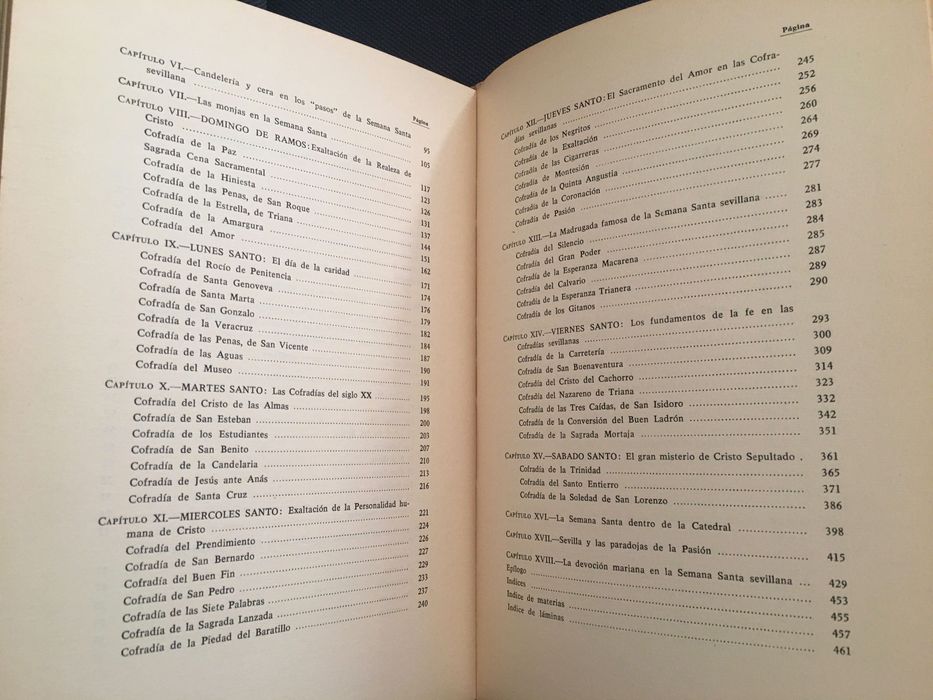 Página
CAPÍTULO VI.—Candelería y cera en los "pasos" de la Semana Santa
sevillana ........ 95
CAPÍTULO VII.—Las monjas en la Semana Santa ........ 105
CAPÍTULO VIII.—DOMINGO DE RAMOS: Exaltación de la Realeza de
Cristo ........ 117
Cofradía de la Paz ........ 123
Sagrada Cena Sacramental ........ 126
Cofradía de la Hiniesta ........ 131
Cofradía de las Penas, de San Roque ........ 137
Cofradía de la Estrella, de Triana ........ 144
Cofradía de la Amargura ........ 151
Cofradía del Amor ........ 162
CAPÍTULO IX.—LUNES SANTO: El día de la caridad ........ 171
Cofradía del Rocío de Penitencia ........ 174
Cofradía de Santa Genoveva ........ 176
Cofradía de Santa Marta ........ 179
Cofradía de San Gonzalo ........ 182
Cofradía de la Veracruz ........ 184
Cofradía de las Penas, de San Vicente ........ 187
Cofradía de las Aguas ........ 190
Cofradía del Museo ........ 191
CAPÍTULO X.—MARTES SANTO: Las Cofradías del siglo XX ........ 195
Cofradía del Cristo de las Almas ........ 198
Cofradía de San Esteban ........ 200
Cofradía de los Estudiantes ........ 203
Cofradía de San Benito ........ 207
Cofradía de la Candelaria ........ 210
Cofradía de Jesús ante Anás ........ 213
Cofradía de Santa Cruz ........ 216
CAPÍTULO XI.—MIERCOLES SANTO: Exaltación de la Personalidad hu-
mana de Cristo ........ 221
Cofradía del Prendimiento ........ 224
Cofradía de San Bernardo ........ 226
Cofradía del Buen Fin ........ 227
Cofradía de San Pedro ........ 229
Cofradía de las Siete Palabras ........ 233
Cofradía de la Sagrada Lanzada ........ 237
Cofradía de la Piedad del Baratillo ........ 240
Página
CAPÍTULO XII.—JUEVES SANTO: El Sacramento del Amor en las Cofra-
días sevillanas ........ 245
Cofradía de los Negritos ........ 252
Cofradía de la Exaltación ........ 256
Cofradía de las Cigarreras ........ 260
Cofradía de Montesión ........ 264
Cofradía de la Quinta Angustia ........ 269
Cofradía de la Coronación ........ 274
Cofradía de Pasión ........ 277
CAPÍTULO XIII.—La Madrugada famosa de la Semana Santa sevillana ........ 281
Cofradía del Silencio ........ 283
Cofradía del Gran Poder ........ 284
Cofradía de la Esperanza Macarena ........ 285
Cofradía del Calvario ........ 287
Cofradía de la Esperanza Trianera ........ 289
Cofradía de los Gitanos ........ 290
CAPÍTULO XIV.—VIERNES SANTO: Los fundamentos de la fe en las
Cofradías sevillanas ........ 293
Cofradía de la Carretería ........ 300
Cofradía de San Buenaventura ........ 309
Cofradía del Cristo del Cachorro ........ 314
Cofradía del Nazareno de Triana ........ 323
Cofradía de las Tres Caídas, de San Isidoro ........ 332
Cofradía de la Conversión del Buen Ladrón ........ 342
Cofradía de la Sagrada Mortaja ........ 351
CAPÍTULO XV.—SABADO SANTO: El gran misterio de Cristo Sepultado . 361
Cofradía de la Trinidad ........ 365
Cofradía del Santo Entierro ........ 371
Cofradía de la Soledad de San Lorenzo ........ 386
CAPÍTULO XVI.—La Semana Santa dentro de la Catedral ........ 398
CAPÍTULO XVII.—Sevilla y las paradojas de la Pasión ........ 415
CAPÍTULO XVIII.—La devoción mariana en la Semana Santa sevillana ... 429
Epílogo ........ 453
Indices ........ 455
Indice de materias ........ 457
Indice de láminas ........ 461